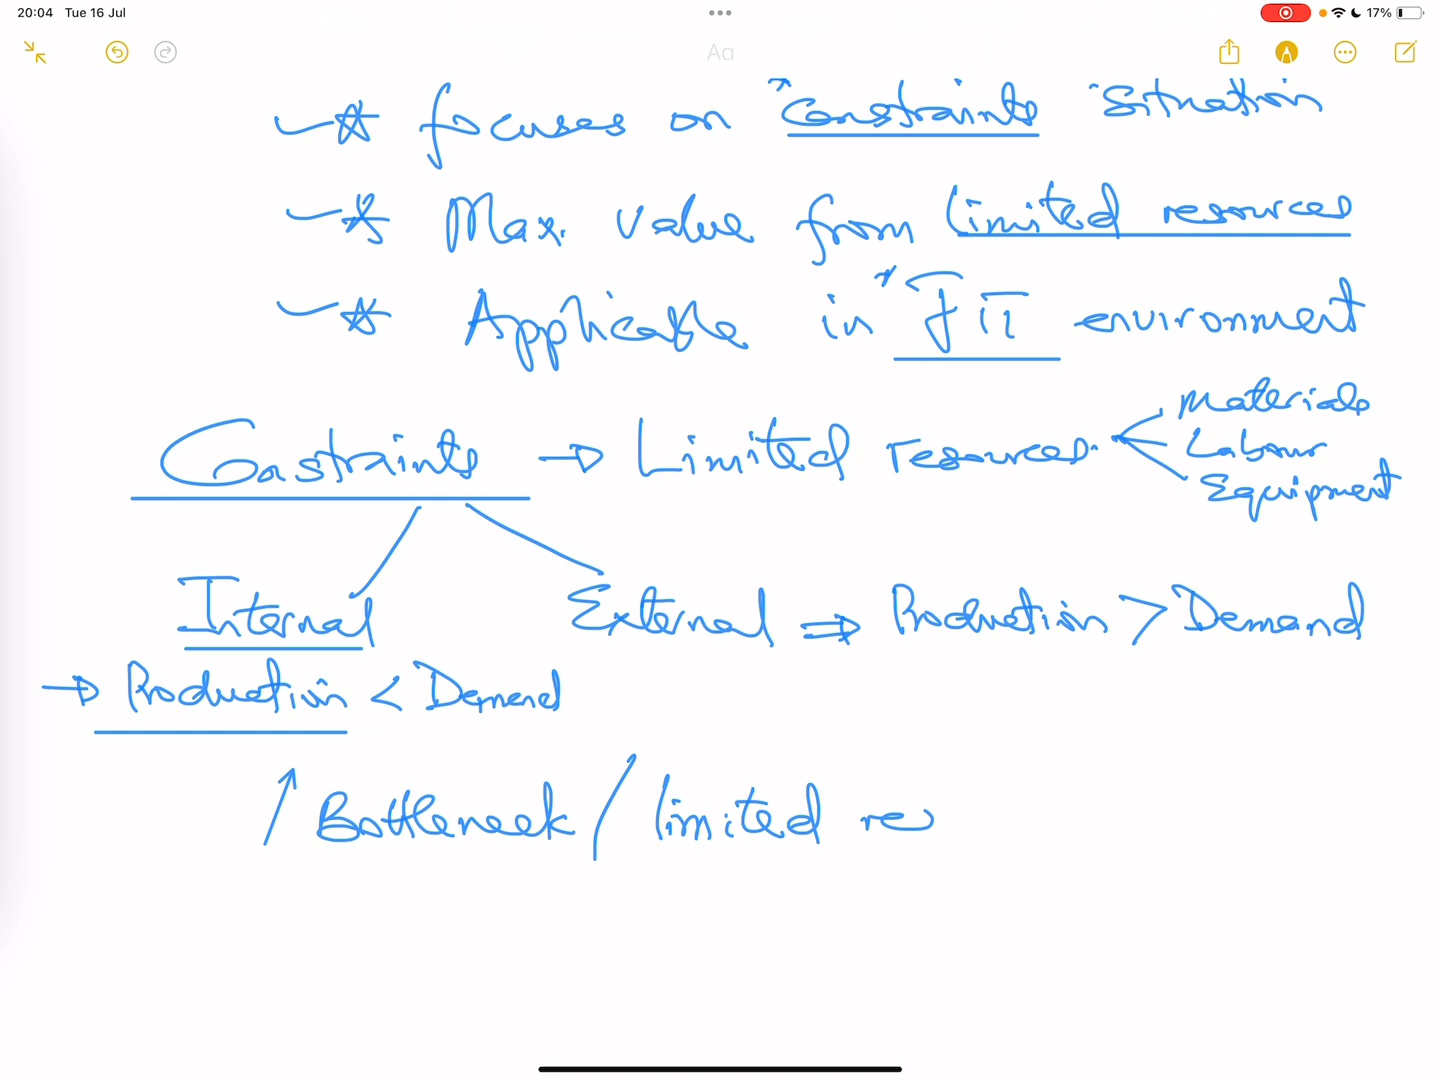 20:04 Tue 16 Jul
17%
Aa
focuses on "Constraints" Situation
Max. Value from limited resources
Applicable in "JIT" environment
Constraints → Limited resources.
Materials
Labour
Equipment
Internal
External ⇒ Production > Demand
→ Production < Demand
↑ Bottleneck / limited re